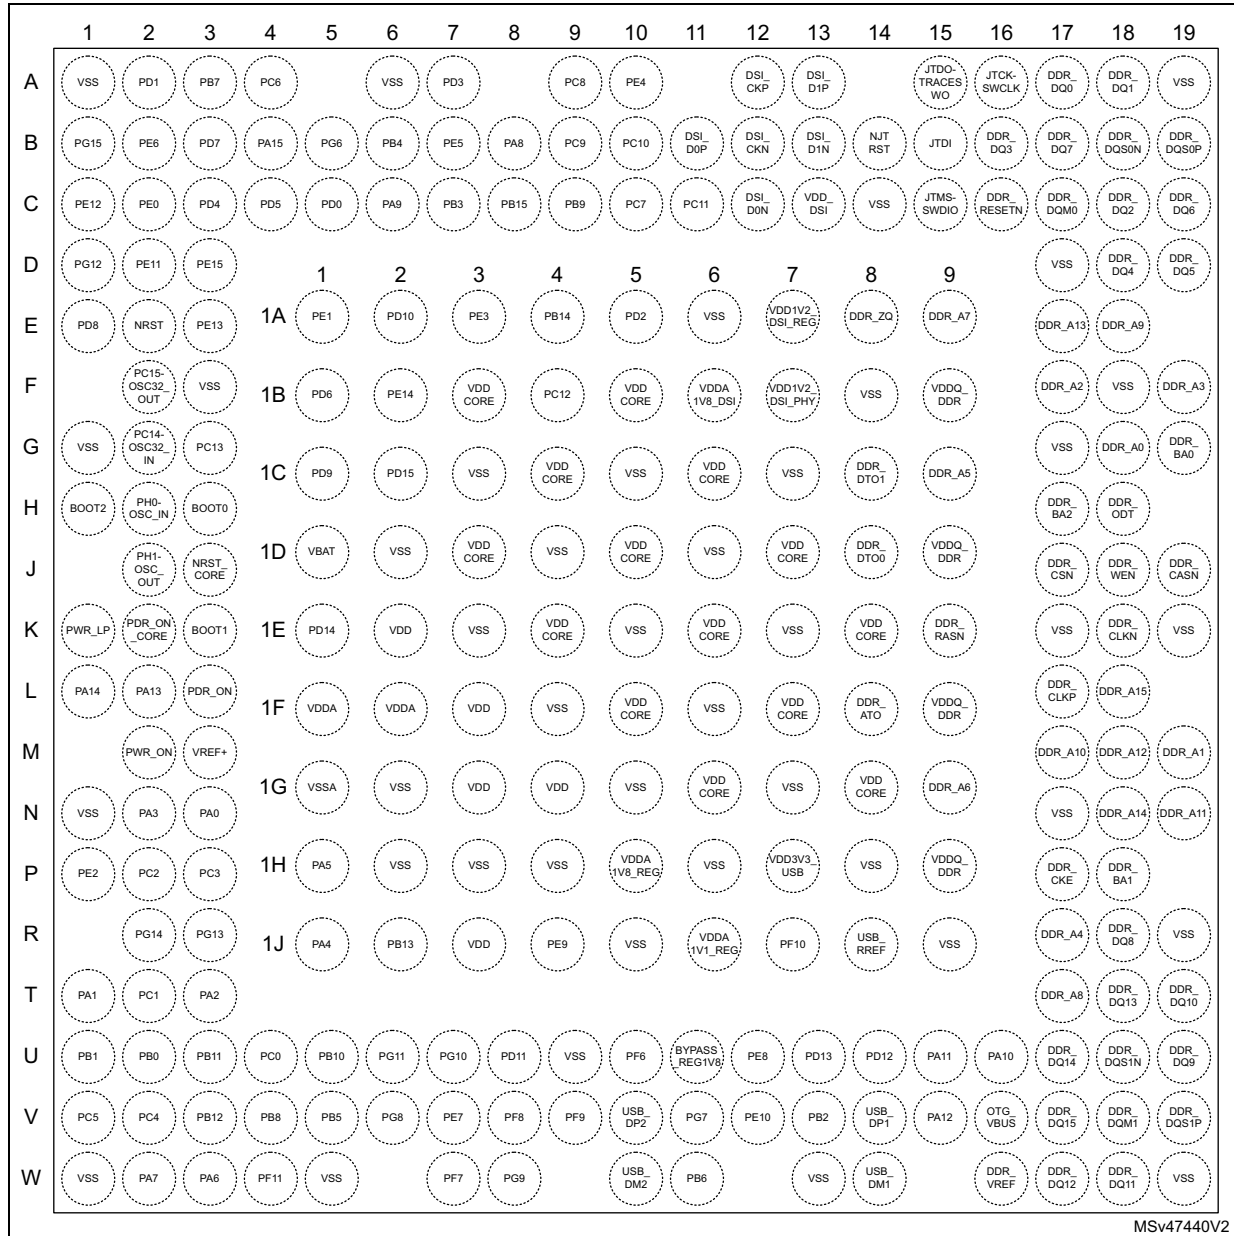 1 2 3 4 5 6 7 8 9 10 11 12 13 14 15 16 17 18 19
A VSS PD1 PB7 PC6 VSS PD3 PC8 PE4 DSI_CKP DSI_D1P JTDO-TRACESWO JTCK-SWCLK DDR_DQ0 DDR_DQ1 VSS
B PG15 PE6 PD7 PA15 PG6 PB4 PE5 PA8 PC9 PC10 DSI_D0P DSI_CKN DSI_D1N NJTRST JTDI DDR_DQ3 DDR_DQ7 DDR_DQS0N DDR_DQS0P
C PE12 PE0 PD4 PD5 PD0 PA9 PB3 PB15 PB9 PC7 PC11 DSI_D0N VDD_DSI VSS JTMS-SWDIO DDR_RESETN DDR_DQM0 DDR_DQ2 DDR_DQ6
D PG12 PE11 PE15 VSS DDR_DQ4 DDR_DQ5
1 2 3 4 5 6 7 8 9
E PD8 NRST PE13 DDR_A13 DDR_A9
1A PE1 PD10 PE3 PB14 PD2 VSS VDD1V2_DSI_REG DDR_ZQ DDR_A7
F PC15-OSC32_OUT VSS DDR_A2 VSS DDR_A3
1B PD6 PE14 VDDCORE PC12 VDDCORE VDDA1V8_DSI VDD1V2_DSI_PHY VSS VDDQ_DDR
G VSS PC14-OSC32_IN PC13 VSS DDR_A0 DDR_BA0
1C PD9 PD15 VSS VDDCORE VSS VDDCORE VSS DDR_DTO1 DDR_A5
H BOOT2 PH0-OSC_IN BOOT0 DDR_BA2 DDR_ODT
1D VBAT VSS VDDCORE VSS VDDCORE VSS VDDCORE DDR_DTO0 VDDQ_DDR
J PH1-OSC_OUT NRST_CORE DDR_CSN DDR_WEN DDR_CASN
K PWR_LP PDR_ON_CORE BOOT1 VSS DDR_CLKN VSS
1E PD14 VDD VSS VDDCORE VSS VDDCORE VSS VDDCORE DDR_RASN
L PA14 PA13 PDR_ON DDR_CLKP DDR_A15
1F VDDA VDDA VDD VSS VDDCORE VSS VDDCORE DDR_ATO VDDQ_DDR
M PWR_ON VREF+ DDR_A10 DDR_A12 DDR_A1
1G VSSA VSS VDD VDD VSS VDDCORE VSS VDDCORE DDR_A6
N VSS PA3 PA0 VSS DDR_A14 DDR_A11
1H PA5 VSS VSS VSS VDDA1V8_REG VSS VDD3V3_USB VSS VDDQ_DDR
P PE2 PC2 PC3 DDR_CKE DDR_BA1
R PG14 PG13 DDR_A4 DDR_DQ8 VSS
1J PA4 PB13 VDD PE9 VSS VDDA1V1_REG PF10 USB_RREF VSS
T PA1 PC1 PA2 DDR_A8 DDR_DQ13 DDR_DQ10
U PB1 PB0 PB11 PC0 PB10 PG11 PG10 PD11 VSS PF6 BYPASS_REG1V8 PE8 PD13 PD12 PA11 PA10 DDR_DQ14 DDR_DQS1N DDR_DQ9
V PC5 PC4 PB12 PB8 PB5 PG8 PE7 PF8 PF9 USB_DP2 PG7 PE10 PB2 USB_DP1 PA12 OTG_VBUS DDR_DQ15 DDR_DQM1 DDR_DQS1P
W VSS PA7 PA6 PF11 VSS PF7 PG9 USB_DM2 PB6 VSS USB_DM1 DDR_VREF DDR_DQ12 DDR_DQ11 VSS
MSv47440V2